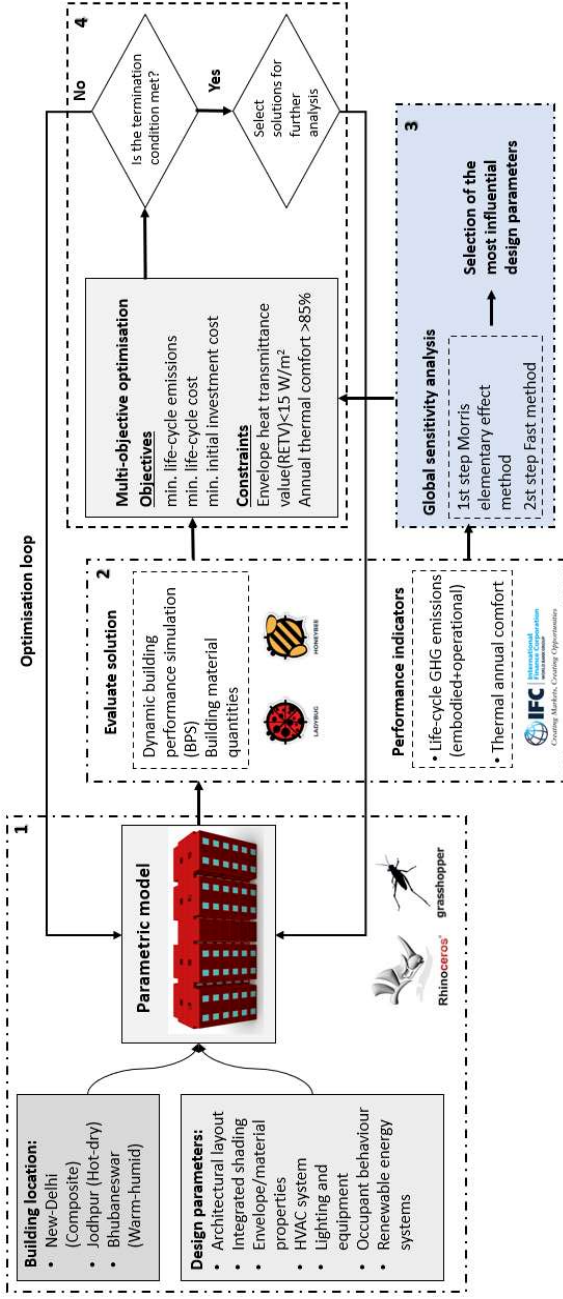 1
Building location:
• New-Delhi
(Composite)
• Jodhpur (Hot-dry)
• Bhubaneswar
(Warm-humid)
Design parameters:
• Architectural layout
• Integrated shading
• Envelope/material
properties
• HVAC system
• Lighting and
equipment
• Occupant behaviour
• Renewable energy
systems
Parametric model
Rhinoceros®
grasshopper
Optimisation loop
2
Evaluate solution
Dynamic building
performance simulation
(BPS)
Building material
quantities
LADYBUG
HONEYBEE
Performance indicators
• Life-cycle GHG emissions
(embodied+operational)
• Thermal annual comfort
IFC
International
Finance Corporation
WORLD BANK GROUP
Creating Markets, Creating Opportunities
4
Multi-objective optimisation
Objectives
min. life-cycle emissions
min. life-cycle cost
min. initial investment cost
Constraints
Envelope heat transmittance
value(RETV)<15 W/m²
Annual thermal comfort >85%
No
Is the termination
condition met?
Yes
Select
solutions for
further
analysis
3
Global sensitivity analysis
1st step Morris
elementary effect
method
2st step Fast method
Selection of the
most influential
design parameters